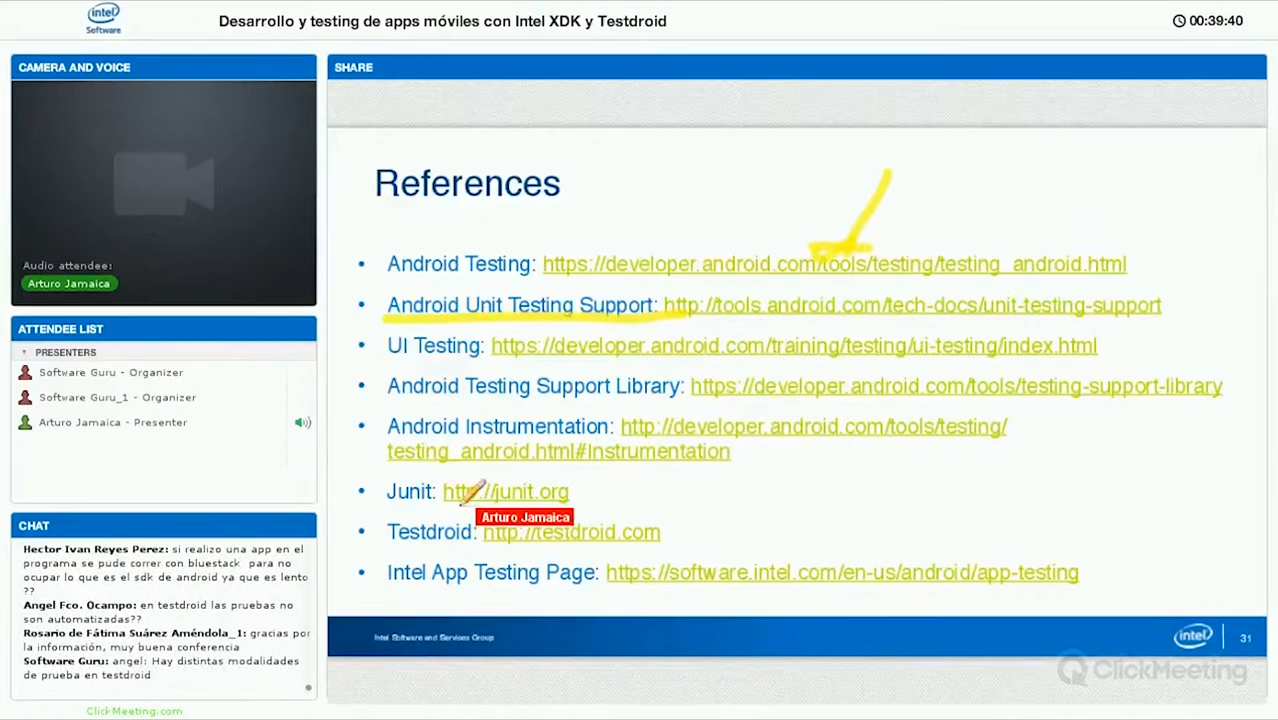 intel
Software
Desarrollo y testing de apps móviles con Intel XDK y Testdroid
00:39:40
CAMERA AND VOICE
Audio attendee:
Arturo Jamaica
ATTENDEE LIST
PRESENTERS
Software Guru - Organizer
Software Guru_1 - Organizer
Arturo Jamaica - Presenter
CHAT
Hector Ivan Reyes Perez: si realizo una app en el
programa se pude correr con bluestack para no
ocupar lo que es el sdk de android ya que es lento
??
Angel Fco. Ocampo: en testdroid las pruebas no
son automatizadas??
Rosario de Fátima Suárez Améndola_1: gracias por
la información, muy buena conferencia
Software Guru: angel: Hay distintas modalidades
de prueba en testdroid
ClickMeeting.com
SHARE
References
• Android Testing: https://developer.android.com/tools/testing/testing_android.html
• Android Unit Testing Support: http://tools.android.com/tech-docs/unit-testing-support
• UI Testing: https://developer.android.com/training/testing/ui-testing/index.html
• Android Testing Support Library: https://developer.android.com/tools/testing-support-library
• Android Instrumentation: http://developer.android.com/tools/testing/
testing_android.html#Instrumentation
• Junit: http://junit.org
Arturo Jamaica
• Testdroid: http://testdroid.com
• Intel App Testing Page: https://software.intel.com/en-us/android/app-testing
Intel Software and Services Group
intel
31
ClickMeeting